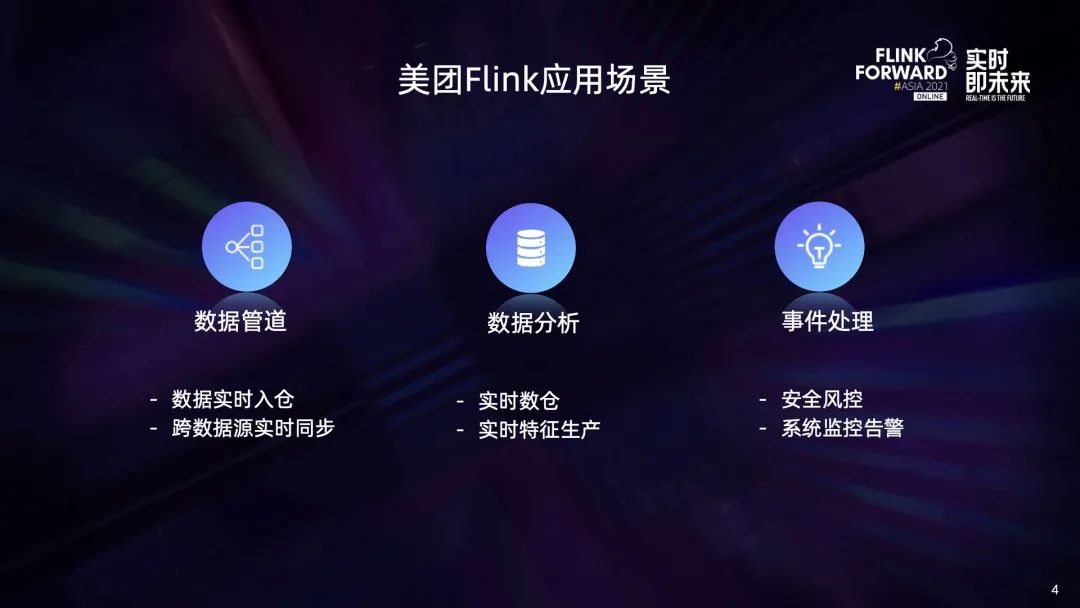 美团Flink应用场景
FLINK
FORWARD
#ASIA 2021
ONLINE
实时
即未来
REAL-TIME IS THE FUTURE
数据管道
- 数据实时入仓
- 跨数据源实时同步
数据分析
- 实时数仓
- 实时特征生产
事件处理
- 安全风控
- 系统监控告警
4